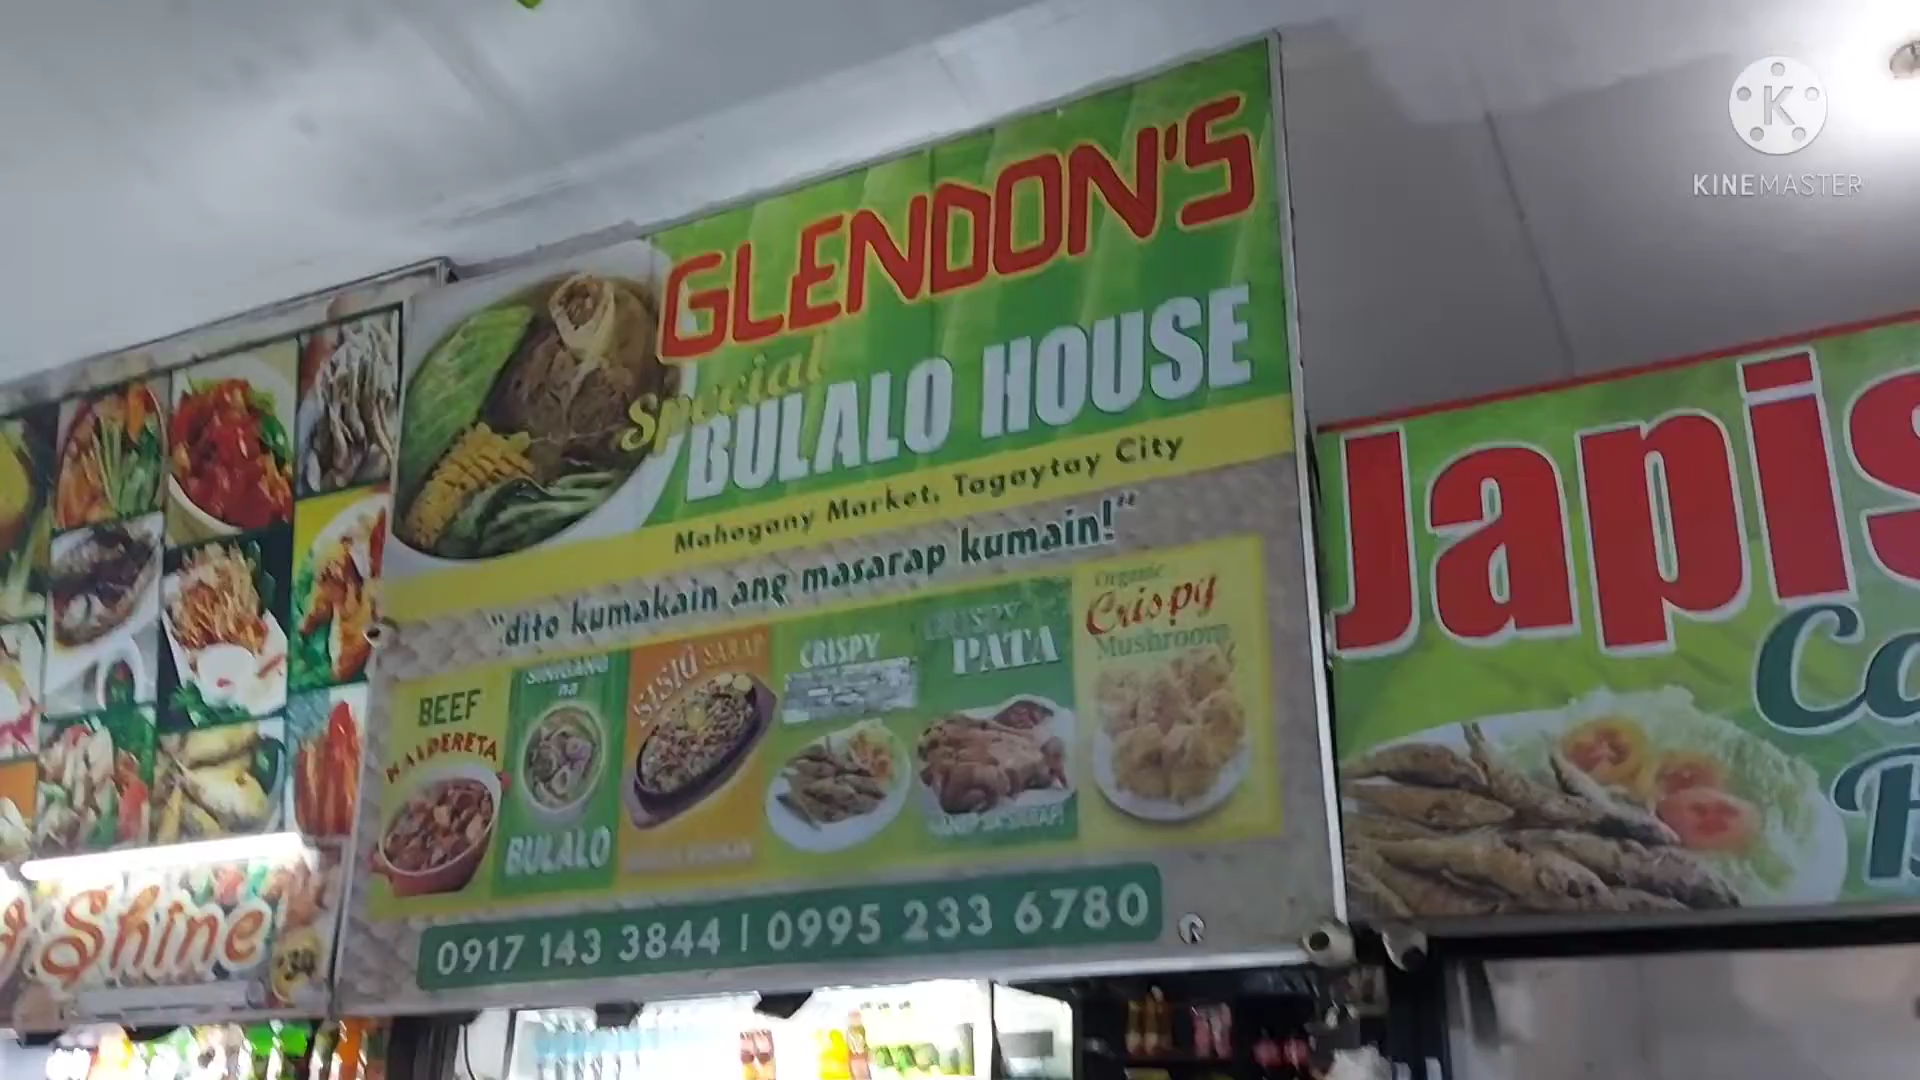 GLENDON'S
Special
BULALO HOUSE
Mahogany Market, Tagaytay City
"dito kumakain ang masarap kumain!"
BEEF
KALDERETA
SINIGANG
na
BULALO
SISIG SARAP
CRISPY
CRISPY
PATA
Organic
Crispy
Mushroom
0917 143 3844 | 0995 233 6780
Shine
Japis
KINEMASTER